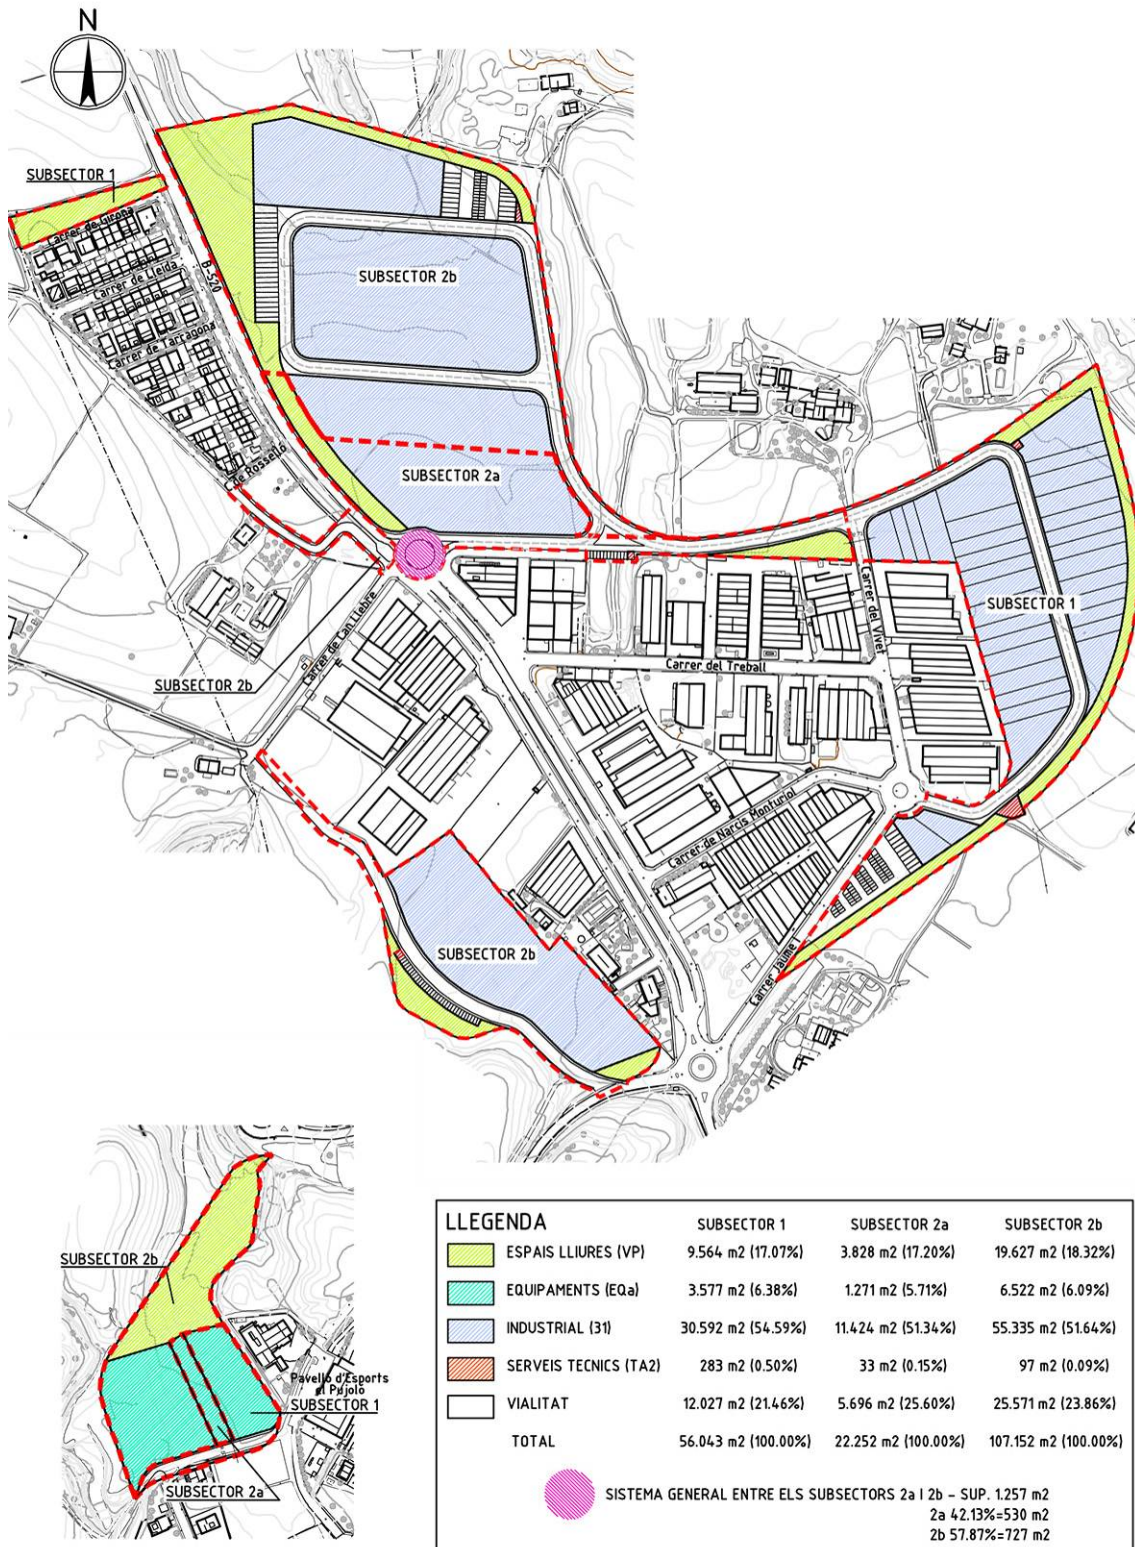 N
SUBSECTOR 1
Carrer de Girona
Carrer de Lleida
Carrer de Tarragona
B-520
C de Rosselló
SUBSECTOR 2b
SUBSECTOR 2a
SUBSECTOR 1
Carrer del Vivet
Carrer del Treball
Carrer de Can Llebre
SUBSECTOR 2b
Carrer de Narcis Monturiol
Carrer Jaume I
SUBSECTOR 2b
SUBSECTOR 2b
Pavelló d'Esports
el Pujolo
SUBSECTOR 1
SUBSECTOR 2a
LLEGENDA SUBSECTOR 1 SUBSECTOR 2a SUBSECTOR 2b
ESPAIS LLIURES (VP) 9.564 m2 (17.07%) 3.828 m2 (17.20%) 19.627 m2 (18.32%)
EQUIPAMENTS (EQa) 3.577 m2 (6.38%) 1.271 m2 (5.71%) 6.522 m2 (6.09%)
INDUSTRIAL (31) 30.592 m2 (54.59%) 11.424 m2 (51.34%) 55.335 m2 (51.64%)
SERVEIS TECNICS (TA2) 283 m2 (0.50%) 33 m2 (0.15%) 97 m2 (0.09%)
VIALITAT 12.027 m2 (21.46%) 5.696 m2 (25.60%) 25.571 m2 (23.86%)
TOTAL 56.043 m2 (100.00%) 22.252 m2 (100.00%) 107.152 m2 (100.00%)
SISTEMA GENERAL ENTRE ELS SUBSECTORS 2a I 2b - SUP. 1.257 m2
2a 42.13%=530 m2
2b 57.87%=727 m2